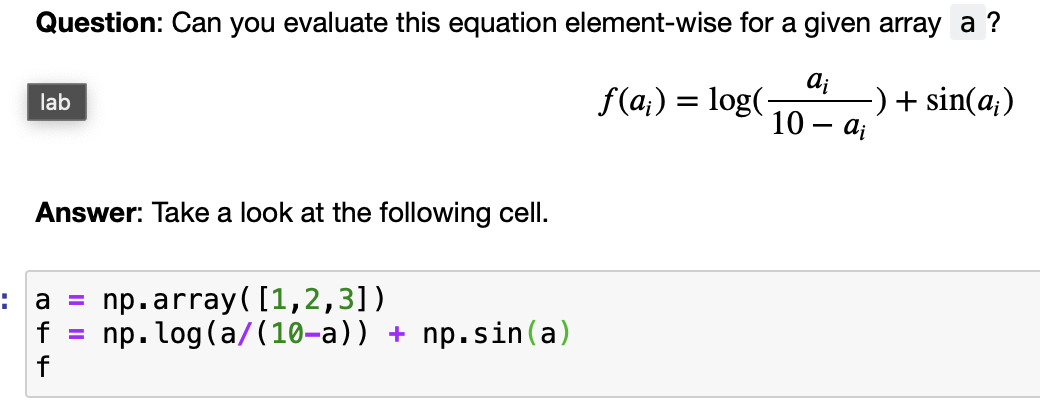 Question: Can you evaluate this equation element-wise for a given array a ?
lab
f(aᵢ) = log(aᵢ/(10 − aᵢ)) + sin(aᵢ)
Answer: Take a look at the following cell.
: a = np.array([1,2,3])
f = np.log(a/(10-a)) + np.sin(a)
f